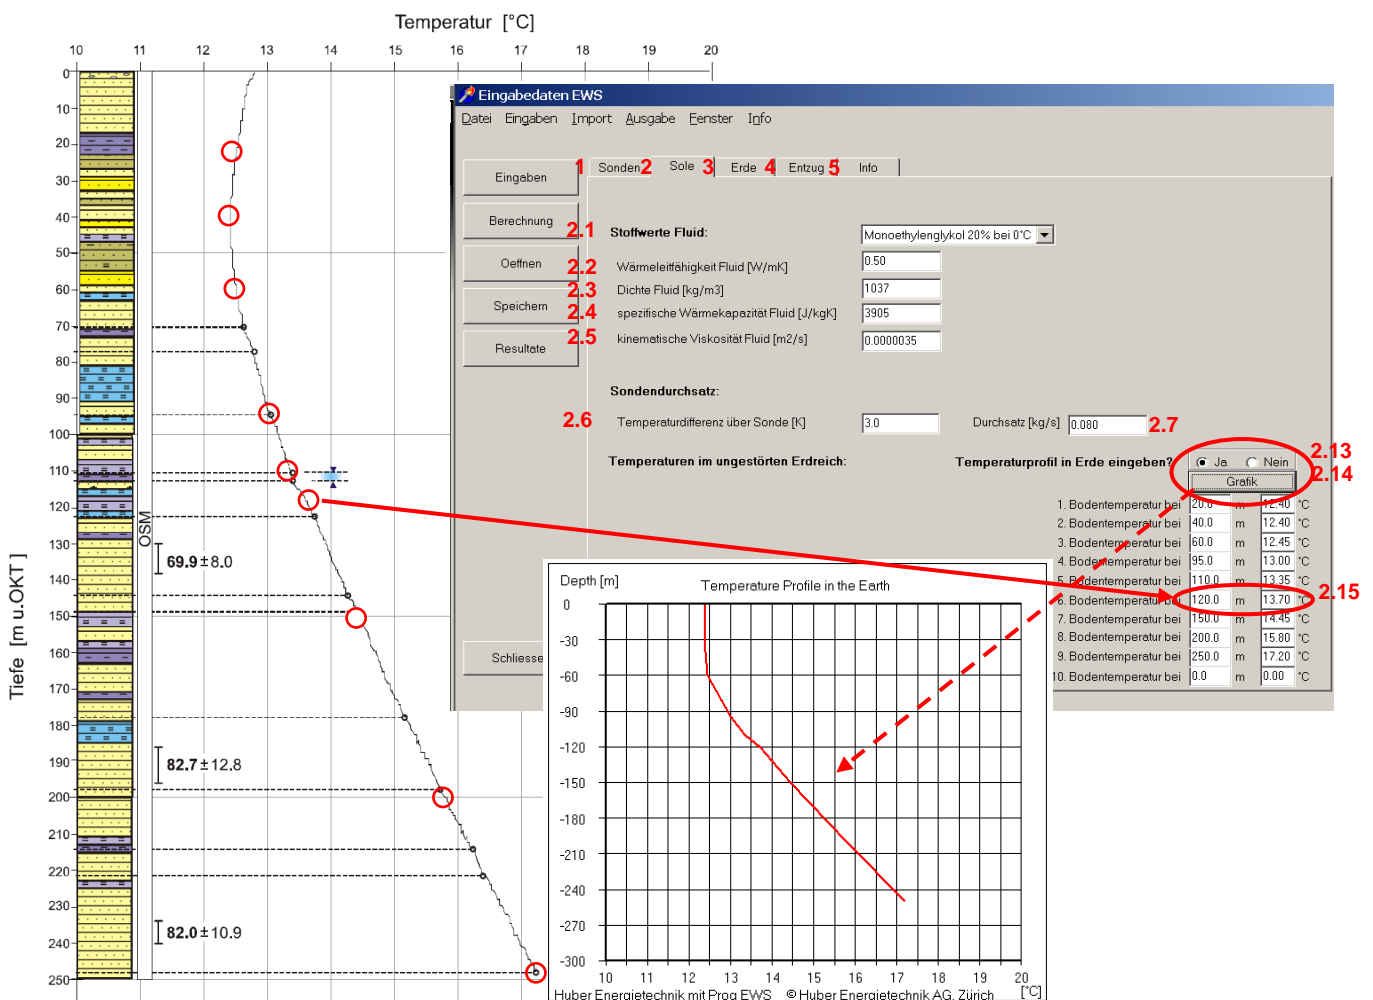 Temperatur [°C]
10 11 12 13 14 15 16 17 18 19 20
Tiefe [m u.OKT]
0
10
20
30
40
50
60
70
80
90
100
110
120
130
140
150
160
170
180
190
200
210
220
230
240
250
OSM
69.9 ± 8.0
82.7 ± 12.8
82.0 ± 10.9
Eingabedaten EWS
Datei Eingaben Import Ausgabe Fenster Info
Eingaben
Berechnung
Oeffnen
Speichern
Resultate
Schliesse
1 Sonden 2 Sole 3 Erde 4 Entzug 5 Info
2.1 Stoffwerte Fluid: Monoethylenglykol 20% bei 0°C
2.2 Wärmeleitfähigkeit Fluid [W/mK] 0.50
2.3 Dichte Fluid [kg/m3] 1037
2.4 spezifische Wärmekapazität Fluid [J/kgK] 3905
2.5 kinematische Viskosität Fluid [m2/s] 0.0000035
Sondendurchsatz:
2.6 Temperaturdifferenz über Sonde [K] 3.0 Durchsatz [kg/s] 0.080 2.7
Temperaturen im ungestörten Erdreich: Temperaturprofil in Erde eingeben? Ja Nein 2.13
Grafik 2.14
1. Bodentemperatur bei 20.0 m 12.40 °C
2. Bodentemperatur bei 40.0 m 12.40 °C
3. Bodentemperatur bei 60.0 m 12.45 °C
4. Bodentemperatur bei 95.0 m 13.00 °C
5. Bodentemperatur bei 110.0 m 13.35 °C
6. Bodentemperatur bei 120.0 m 13.70 °C 2.15
7. Bodentemperatur bei 150.0 m 14.45 °C
8. Bodentemperatur bei 200.0 m 15.80 °C
9. Bodentemperatur bei 250.0 m 17.20 °C
10. Bodentemperatur bei 0.0 m 0.00 °C
Depth [m] Temperature Profile in the Earth
0
-30
-60
-90
-120
-150
-180
-210
-240
-270
-300
10 11 12 13 14 15 16 17 18 19 20
[°C]
Huber Energietechnik mit Prog EWS © Huber Energietechnik AG, Zürich